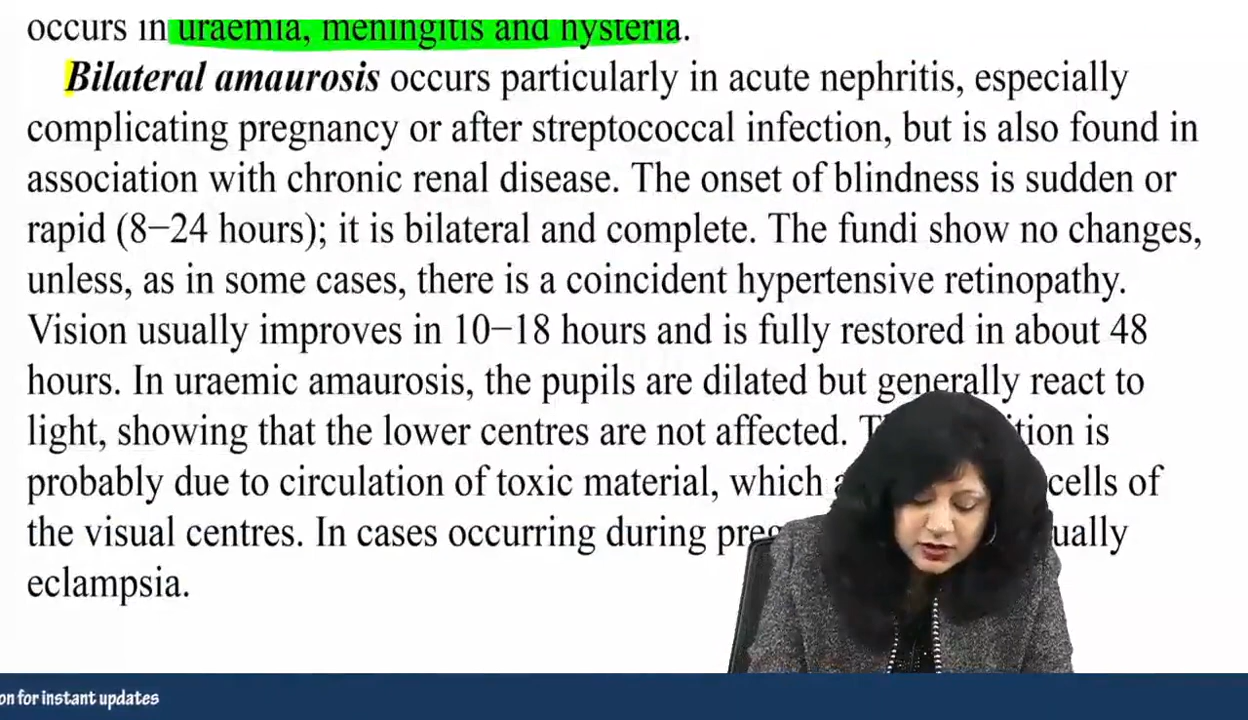 occurs in uraemia, meningitis and hysteria.
Bilateral amaurosis occurs particularly in acute nephritis, especially
complicating pregnancy or after streptococcal infection, but is also found in
association with chronic renal disease. The onset of blindness is sudden or
rapid (8–24 hours); it is bilateral and complete. The fundi show no changes,
unless, as in some cases, there is a coincident hypertensive retinopathy.
Vision usually improves in 10–18 hours and is fully restored in about 48
hours. In uraemic amaurosis, the pupils are dilated but generally react to
light, showing that the lower centres are not affected. is
probably due to circulation of toxic material, which cells of
the visual centres. In cases occurring during
eclampsia.
for instant updates